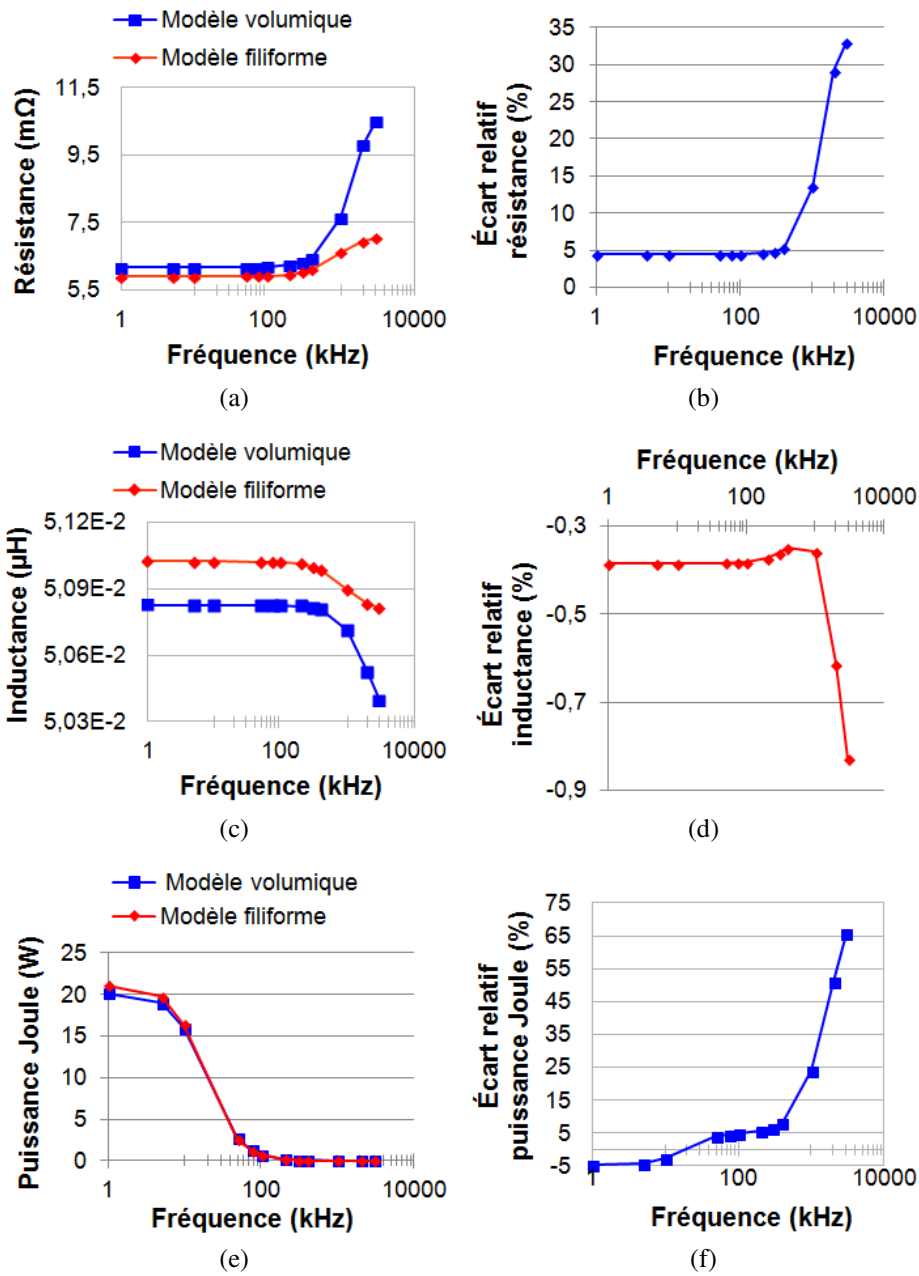 Modèle volumique
Modèle filiforme
Résistance (mΩ)
11,5
9,5
7,5
5,5
1
100
10000
Fréquence (kHz)
(a)
Écart relatif
résistance (%)
35
30
25
20
15
10
5
0
1
100
10000
Fréquence (kHz)
(b)
Modèle volumique
Modèle filiforme
Inductance (µH)
5,12E-2
5,09E-2
5,06E-2
5,03E-2
1
100
10000
Fréquence (kHz)
(c)
Fréquence (kHz)
1
100
10000
Écart relatif
inductance (%)
-0,3
-0,5
-0,7
-0,9
(d)
Modèle volumique
Modèle filiforme
Puissance Joule (W)
25
20
15
10
5
0
1
100
10000
Fréquence (kHz)
(e)
Écart relatif
puissance Joule (%)
75
65
55
45
35
25
15
5
-5
1
100
10000
Fréquence (kHz)
(f)